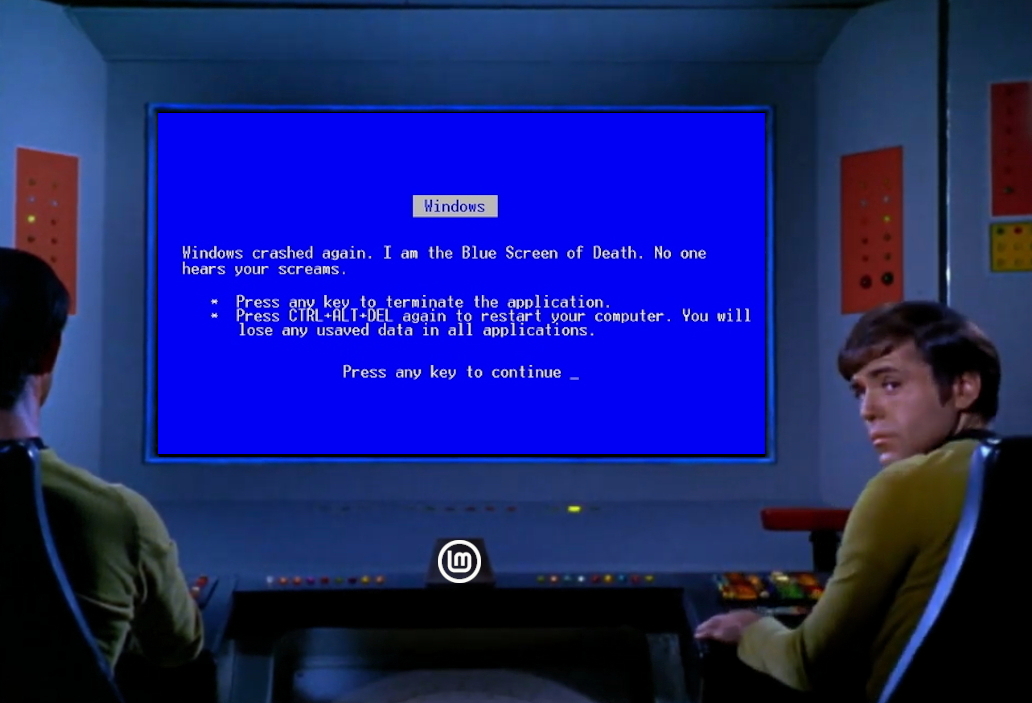 Windows
Windows crashed again. I am the Blue Screen of Death. No one
hears your screams.
* Press any key to terminate the application.
* Press CTRL+ALT+DEL again to restart your computer. You will
lose any usaved data in all applications.
Press any key to continue _
lm